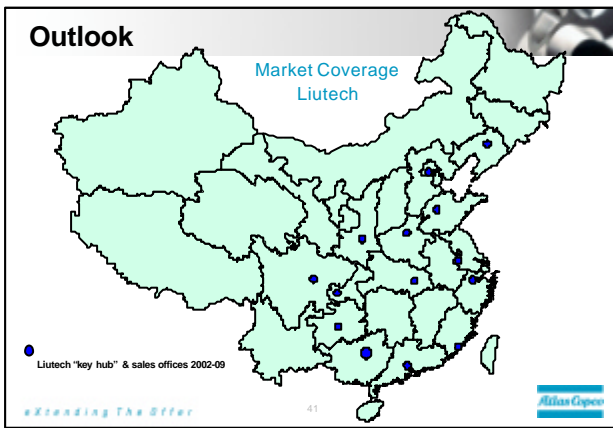 Outlook
Market Coverage
Liutech
Liutech “key hub” & sales offices 2002-09
eXtending The Offer
41
Atlas Copco